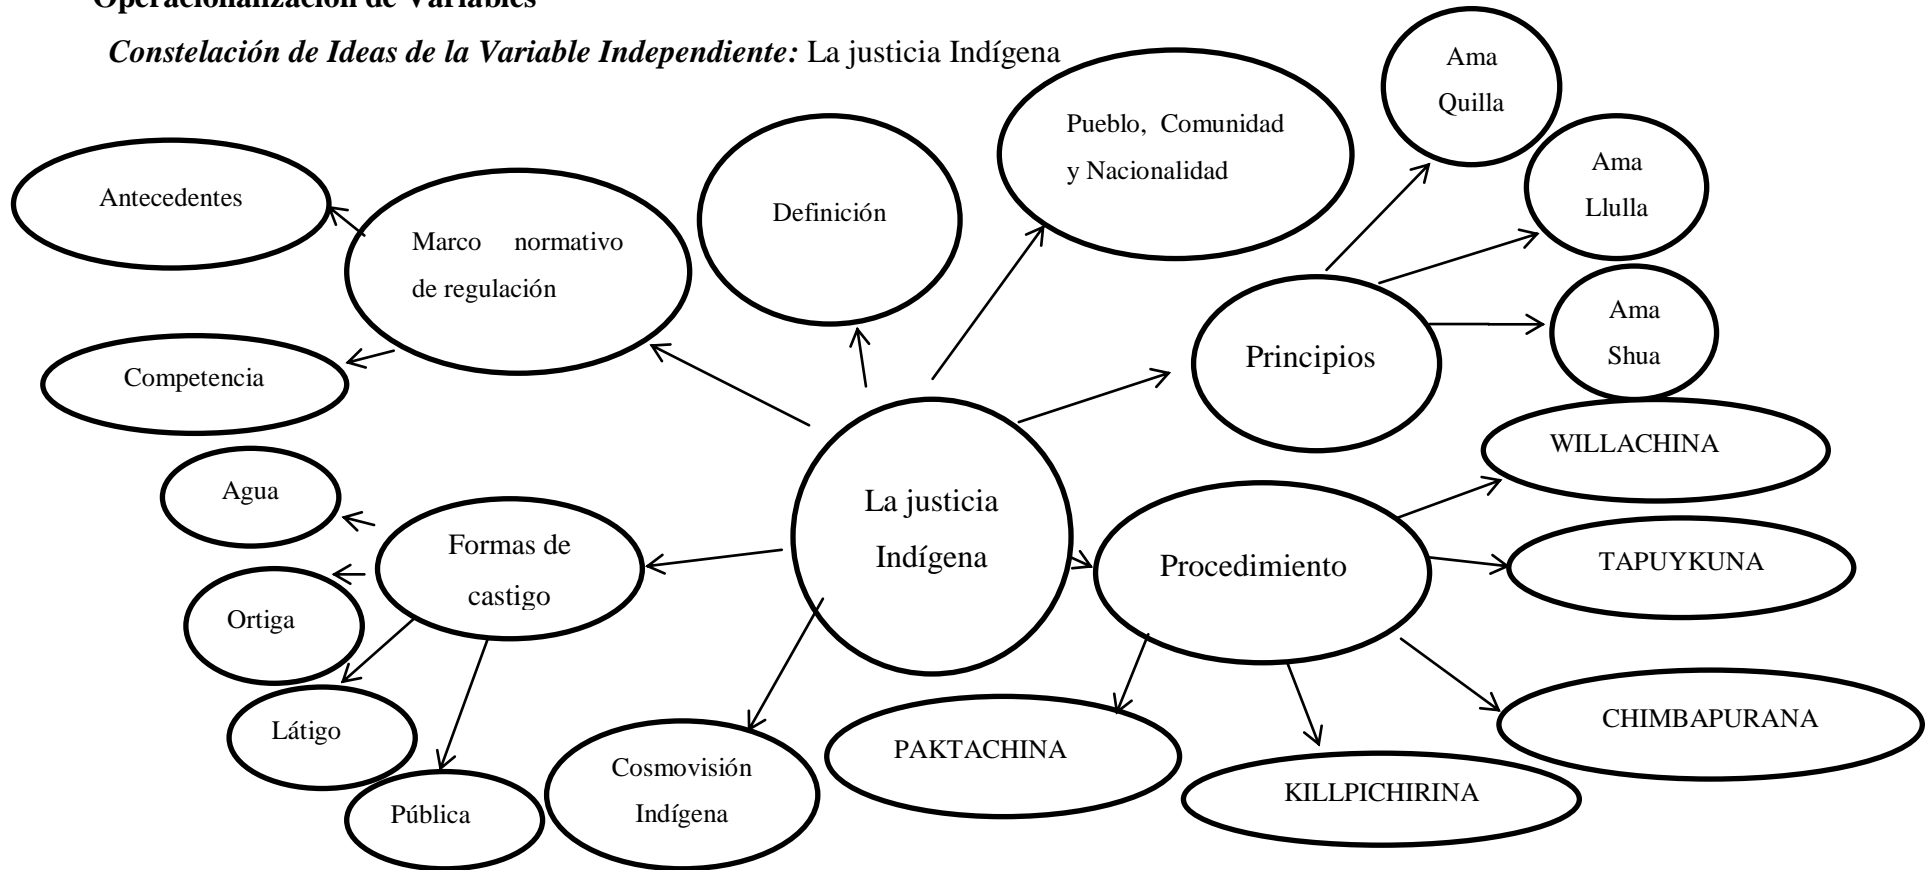 Operacionalización de Variables
Constelación de Ideas de la Variable Independiente: La justicia Indígena
Ama
Quilla
Pueblo, Comunidad
y Nacionalidad
Ama
Llulla
Antecedentes
Marco normativo
de regulación
Definición
Ama
Shua
Principios
Competencia
WILLACHINA
Agua
La justicia
Indígena
Formas de
castigo
Procedimiento
TAPUYKUNA
Ortiga
Látigo
CHIMBAPURANA
PAKTACHINA
Cosmovisión
Indígena
KILLPICHIRINA
Pública